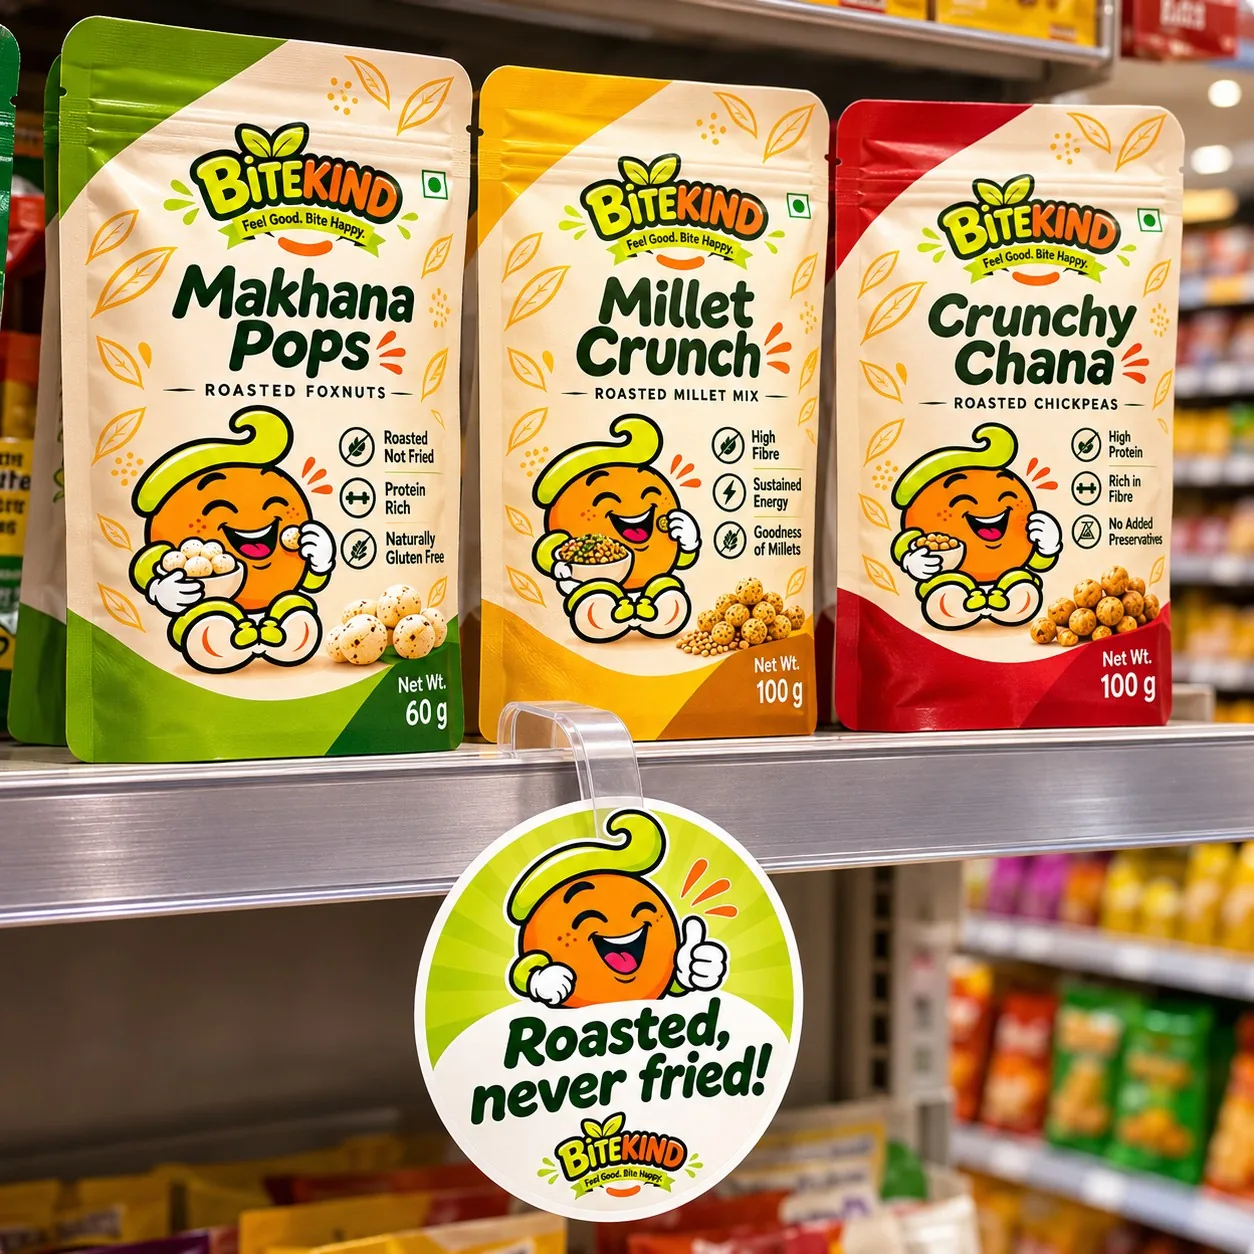 BITEKIND
Feel Good. Bite Happy.
Makhana
Pops
ROASTED FOXNUTS
Roasted
Not Fried
Protein
Rich
Naturally
Gluten Free
Net Wt.
60 g
BITEKIND
Feel Good. Bite Happy.
Millet
Crunch
ROASTED MILLET MIX
High
Fibre
Sustained
Energy
Goodness
of Millets
Net Wt.
100 g
BITEKIND
Feel Good. Bite Happy.
Crunchy
Chana
ROASTED CHICKPEAS
High
Protein
Rich in
Fibre
No Added
Preservatives
Net Wt.
100 g
Roasted,
never fried!
BITEKIND
Feel Good. Bite Happy.